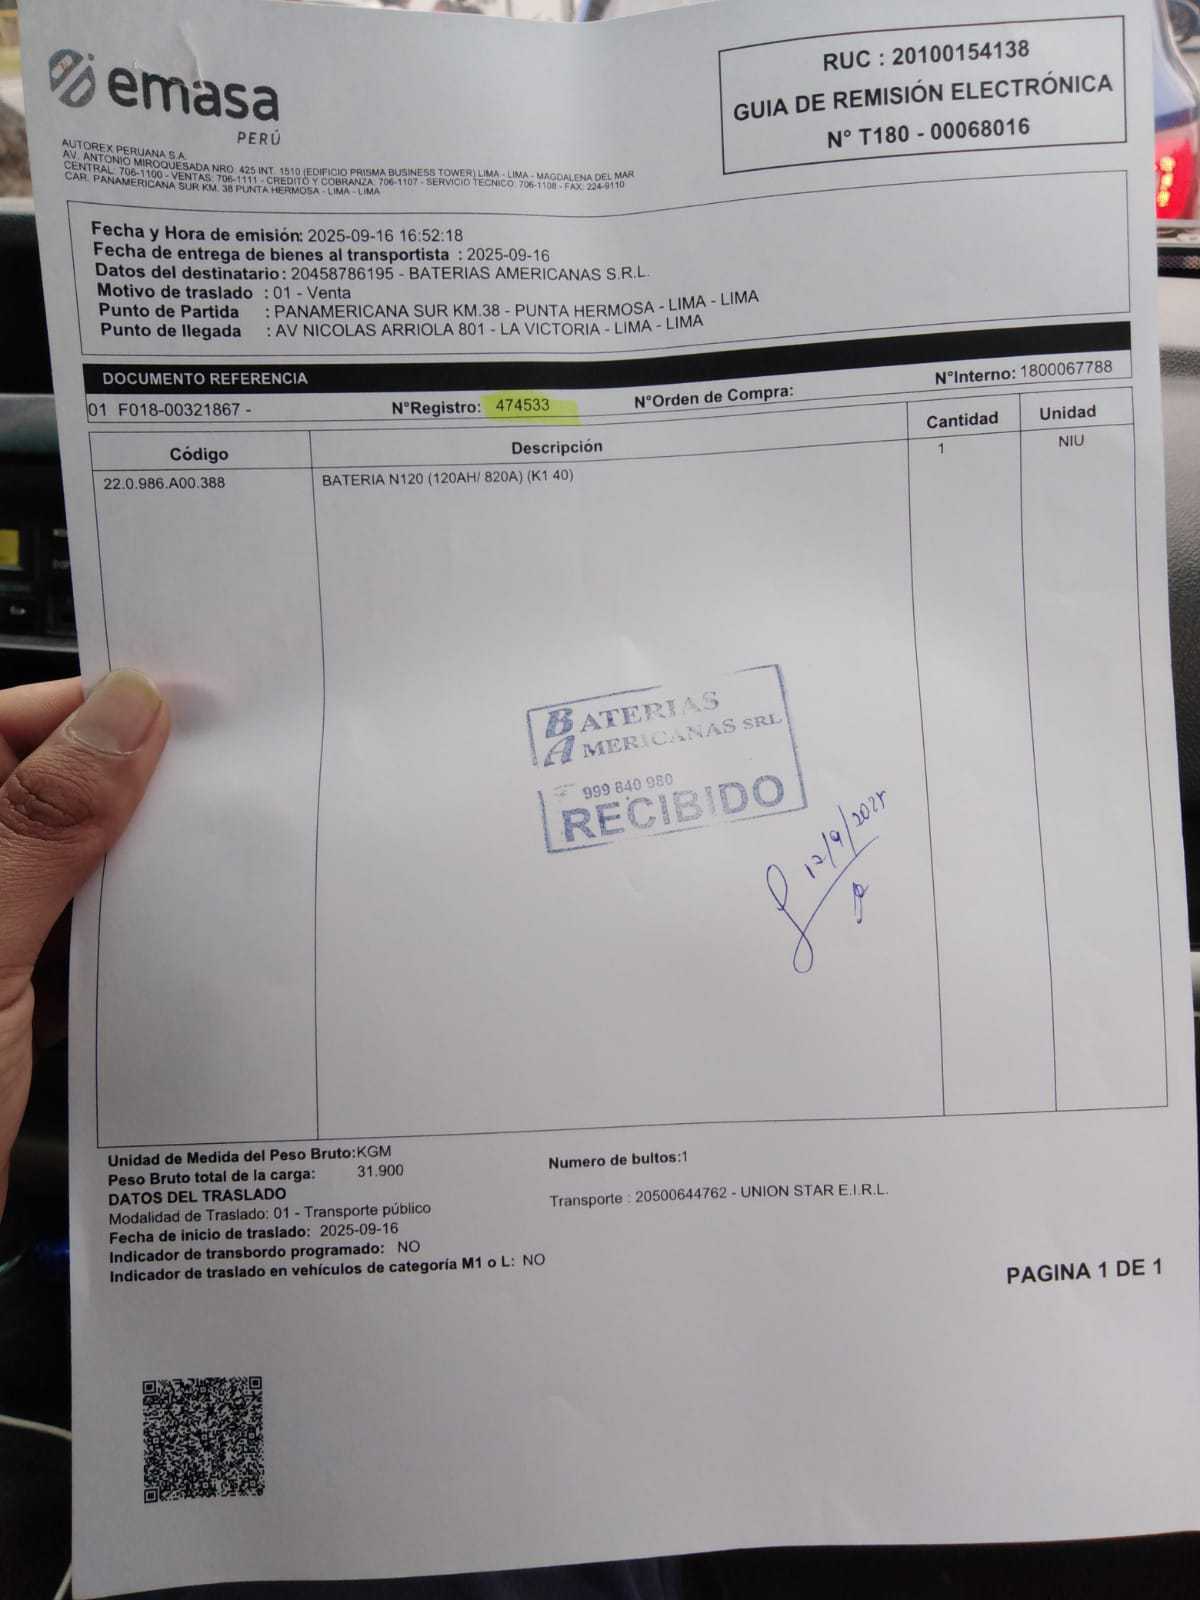 emasa
PERÚ
AUTOREX PERUANA S.A.
AV. ANTONIO MIROQUESADA NRO. 425 INT. 1510 (EDIFICIO PRISMA BUSINESS TOWER) LIMA - LIMA - MAGDALENA DEL MAR
CENTRAL: 706-1100 - VENTAS: 706-1111 - CREDITO Y COBRANZA: 706-1107 - SERVICIO TECNICO: 706-1108 - FAX: 224-9110
CAR. PANAMERICANA SUR KM. 38 PUNTA HERMOSA - LIMA - LIMA
RUC : 20100154138
GUIA DE REMISIÓN ELECTRÓNICA
N° T180 - 00068016
Fecha y Hora de emisión: 2025-09-16 16:52:18
Fecha de entrega de bienes al transportista : 2025-09-16
Datos del destinatario : 20458786195 - BATERIAS AMERICANAS S.R.L.
Motivo de traslado : 01 - Venta
Punto de Partida : PANAMERICANA SUR KM.38 - PUNTA HERMOSA - LIMA - LIMA
Punto de llegada : AV NICOLAS ARRIOLA 801 - LA VICTORIA - LIMA - LIMA
DOCUMENTO REFERENCIA
01 F018-00321867 - N°Registro: 474533 N°Orden de Compra: N°Interno: 1800067788
Código Descripción Cantidad Unidad
22.0.986.A00.388 BATERIA N120 (120AH/ 820A) (K1 40) 1 NIU
BATERIAS
AMERICANAS SRL
999 840 980
RECIBIDO
Unidad de Medida del Peso Bruto:KGM
Peso Bruto total de la carga: 31.900
Numero de bultos:1
DATOS DEL TRASLADO
Modalidad de Traslado: 01 - Transporte público
Transporte : 20500644762 - UNION STAR E.I.R.L.
Fecha de inicio de traslado: 2025-09-16
Indicador de transbordo programado: NO
Indicador de traslado en vehículos de categoría M1 o L: NO
PAGINA 1 DE 1